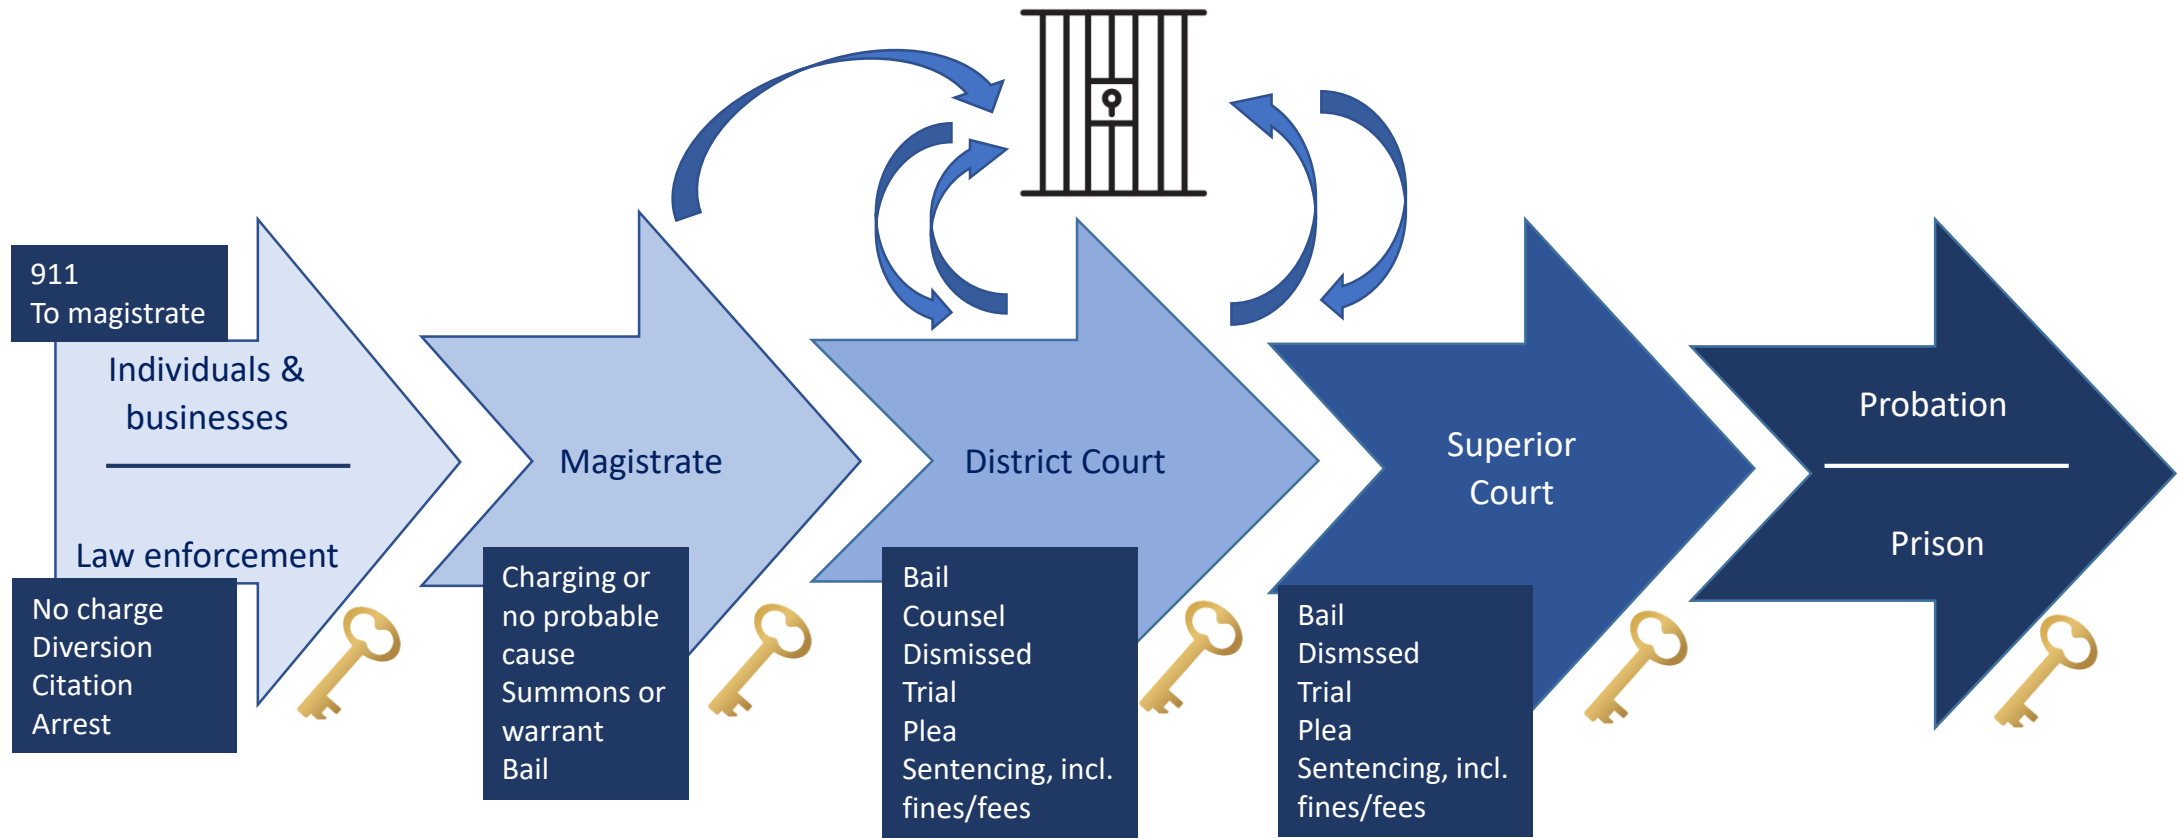 911
To magistrate
Individuals &
businesses
Law enforcement
No charge
Diversion
Citation
Arrest
Magistrate
Charging or
no probable
cause
Summons or
warrant
Bail
District Court
Bail
Counsel
Dismissed
Trial
Plea
Sentencing, incl.
fines/fees
Superior
Court
Bail
Dismssed
Trial
Plea
Sentencing, incl.
fines/fees
Probation
Prison